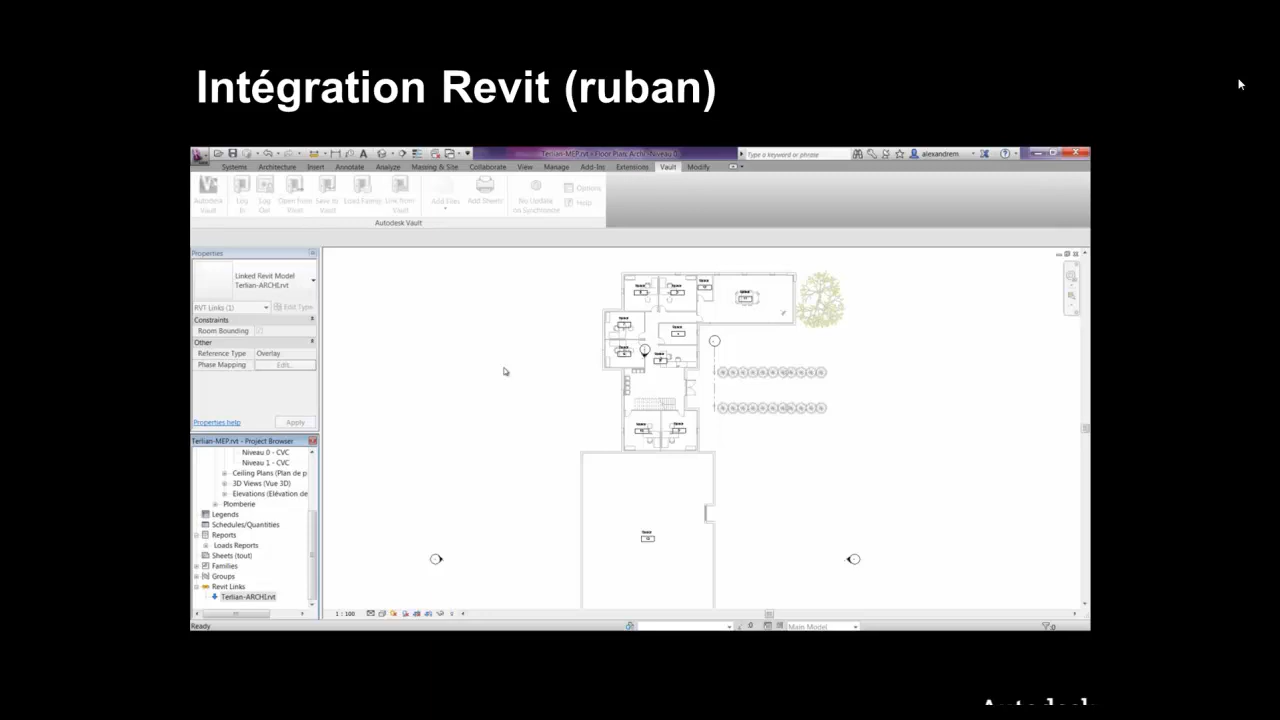 Intégration Revit (ruban)
Terlian-MEP.rvt - Floor Plan: Archi - Niveau 0
Type a keyword or phrase
alexandrem
Systems Architecture Insert Annotate Analyze Massing & Site Collaborate View Manage Add-Ins Extensions Vault Modify
Autodesk Vault
Log In
Log Out
Open from Vault
Save to Vault
Load Family
Link from Vault
Add Files
Add Sheets
No Update on Synchronize
Options
Help
Autodesk Vault
Properties
Linked Revit Model
Terlian-ARCHI.rvt
RVT Links (1) Edit Type
Constraints
Room Bounding
Other
Reference Type Overlay
Phase Mapping Edit...
Properties help Apply
Terlian-MEP.rvt - Project Browser
Niveau 0 - CVC
Niveau 1 - CVC
Ceiling Plans (Plan de p
3D Views (Vue 3D)
Elevations (Elévation de
Plomberie
Legends
Schedules/Quantities
Reports
Loads Reports
Sheets (tout)
Families
Groups
Revit Links
Terlian-ARCHI.rvt
1 : 100
Ready
:0
Main Model
:0
Autodesk